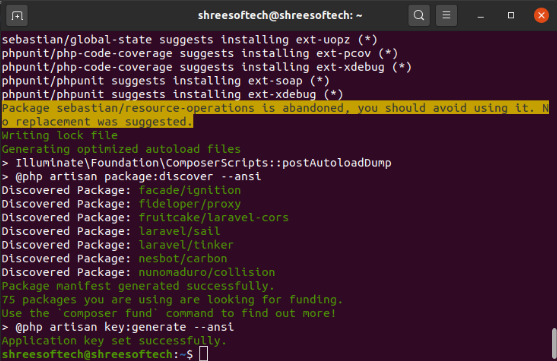 shreesoftech@shreesoftech: ~
sebastian/global-state suggests installing ext-uopz (*)
phpunit/php-code-coverage suggests installing ext-pcov (*)
phpunit/php-code-coverage suggests installing ext-xdebug (*)
phpunit/phpunit suggests installing ext-soap (*)
phpunit/phpunit suggests installing ext-xdebug (*)
Package sebastian/resource-operations is abandoned, you should avoid using it. N
o replacement was suggested.
Writing lock file
Generating optimized autoload files
> Illuminate\Foundation\ComposerScripts::postAutoloadDump
> @php artisan package:discover --ansi
Discovered Package: facade/ignition
Discovered Package: fideloper/proxy
Discovered Package: fruitcake/laravel-cors
Discovered Package: laravel/sail
Discovered Package: laravel/tinker
Discovered Package: nesbot/carbon
Discovered Package: nunomaduro/collision
Package manifest generated successfully.
75 packages you are using are looking for funding.
Use the `composer fund` command to find out more!
> @php artisan key:generate --ansi
Application key set successfully.
shreesoftech@shreesoftech:~$